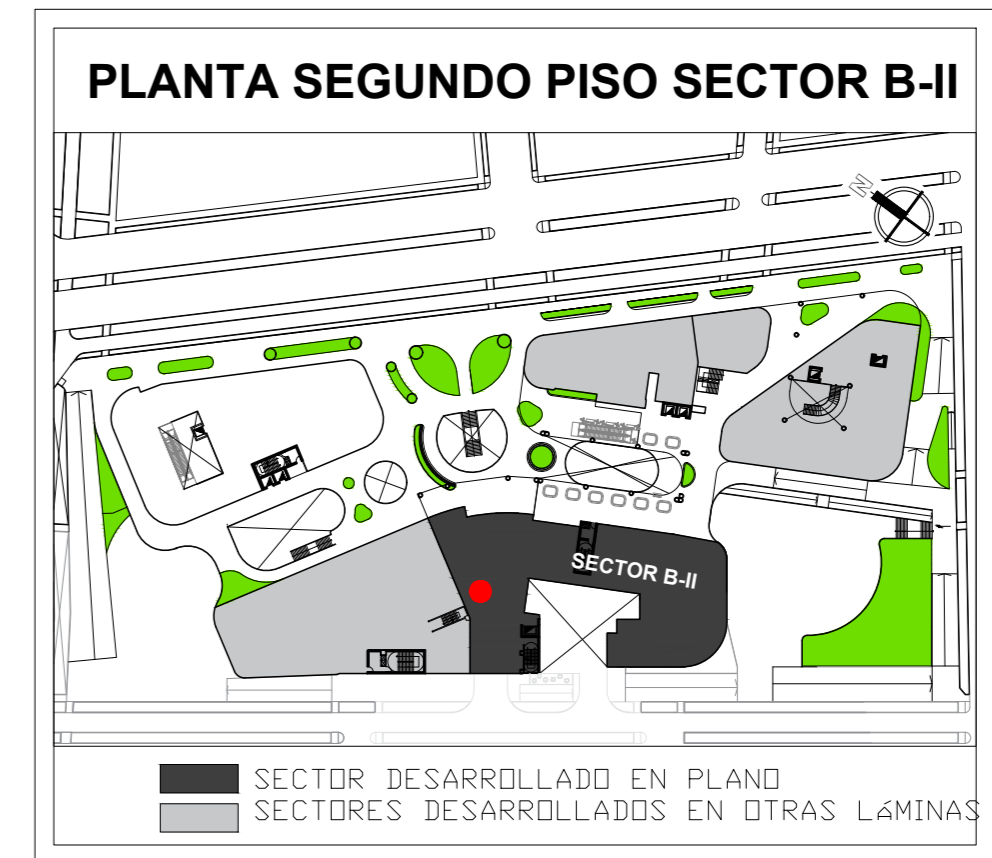 PLANTA SEGUNDO PISO SECTOR B-II
N
SECTOR B-II
SECTOR DESARROLLADO EN PLANO
SECTORES DESARROLLADOS EN OTRAS LáMINAS